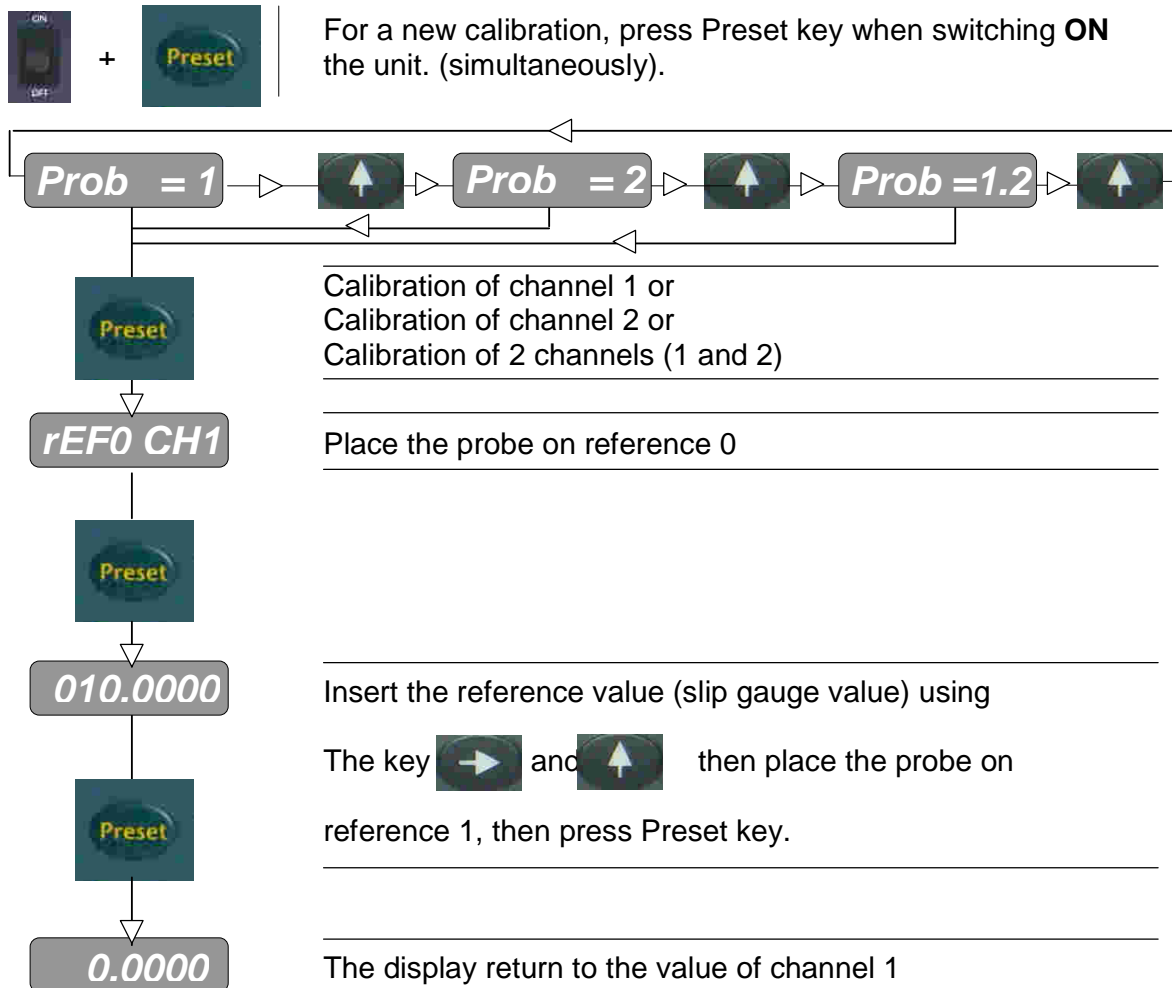 ON
OFF
+
Preset
For a new calibration, press Preset key when switching ON
the unit. (simultaneously).
Prob = 1
Prob = 2
Prob =1.2
Preset
Calibration of channel 1 or
Calibration of channel 2 or
Calibration of 2 channels (1 and 2)
rEF0 CH1
Place the probe on reference 0
Preset
010.0000
Insert the reference value (slip gauge value) using
The key and then place the probe on
reference 1, then press Preset key.
Preset
0.0000
The display return to the value of channel 1